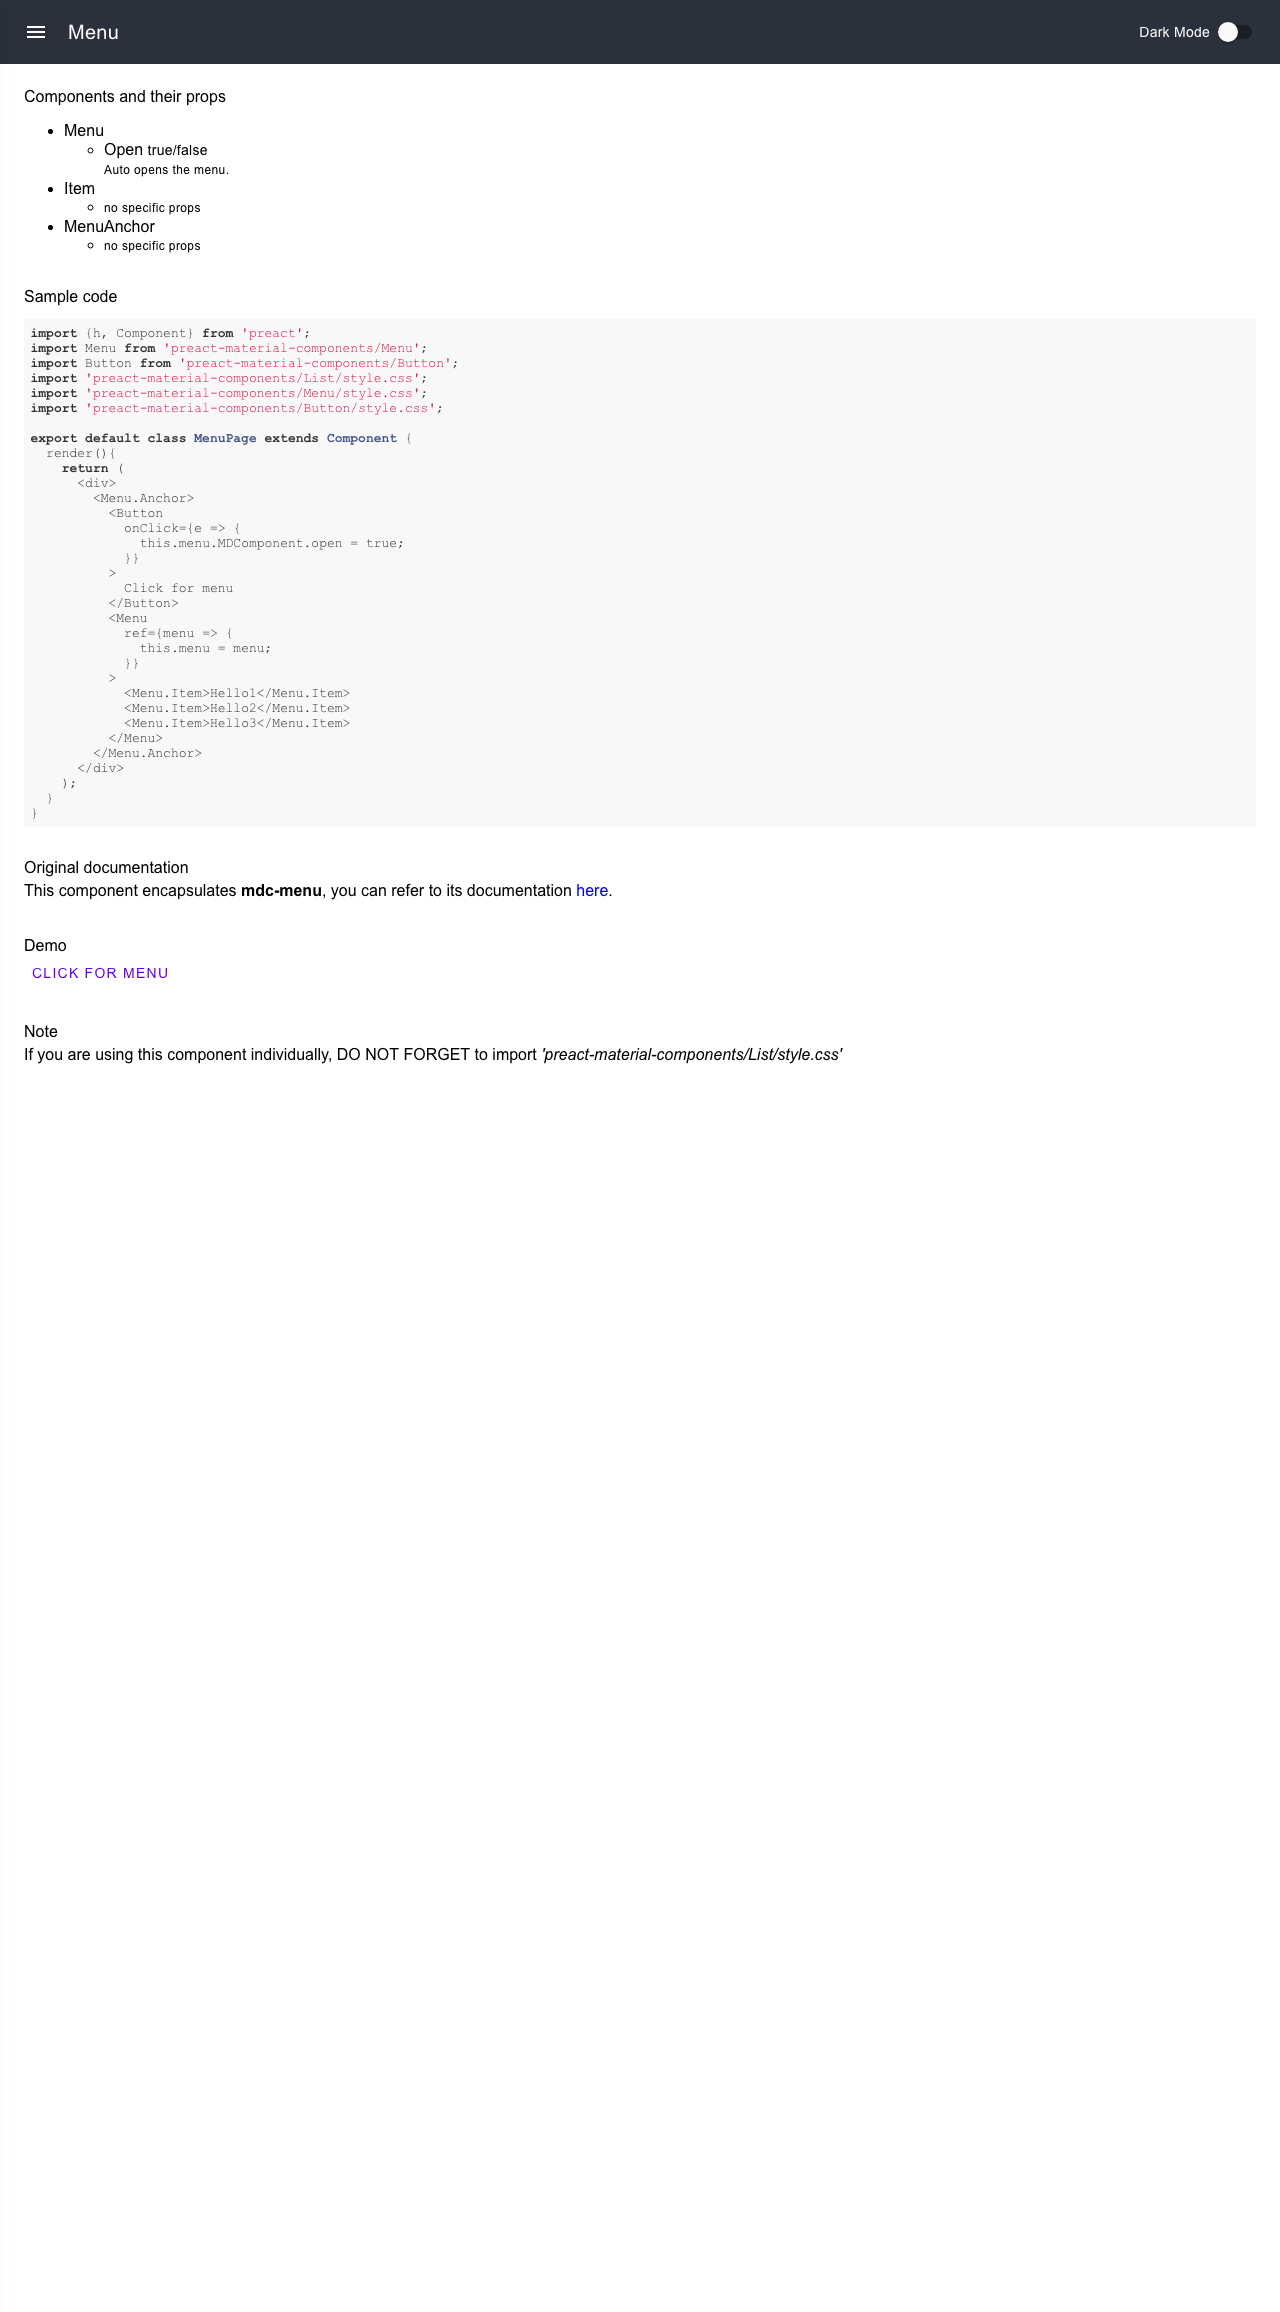 Menu
Dark Mode
Components and their props
Menu
Open true/false
Auto opens the menu.
Item
no specific props
MenuAnchor
no specific props
Sample code
import {h, Component} from 'preact';
import Menu from 'preact-material-components/Menu';
import Button from 'preact-material-components/Button';
import 'preact-material-components/List/style.css';
import 'preact-material-components/Menu/style.css';
import 'preact-material-components/Button/style.css';
export default class MenuPage extends Component {
render(){
return (
<div>
<Menu.Anchor>
<Button
onClick={e => {
this.menu.MDComponent.open = true;
}}
>
Click for menu
</Button>
<Menu
ref={menu => {
this.menu = menu;
}}
>
<Menu.Item>Hello1</Menu.Item>
<Menu.Item>Hello2</Menu.Item>
<Menu.Item>Hello3</Menu.Item>
</Menu>
</Menu.Anchor>
</div>
);
}
}
Original documentation
This component encapsulates mdc-menu, you can refer to its documentation here.
Demo
CLICK FOR MENU
Note
If you are using this component individually, DO NOT FORGET to import 'preact-material-components/List/style.css'